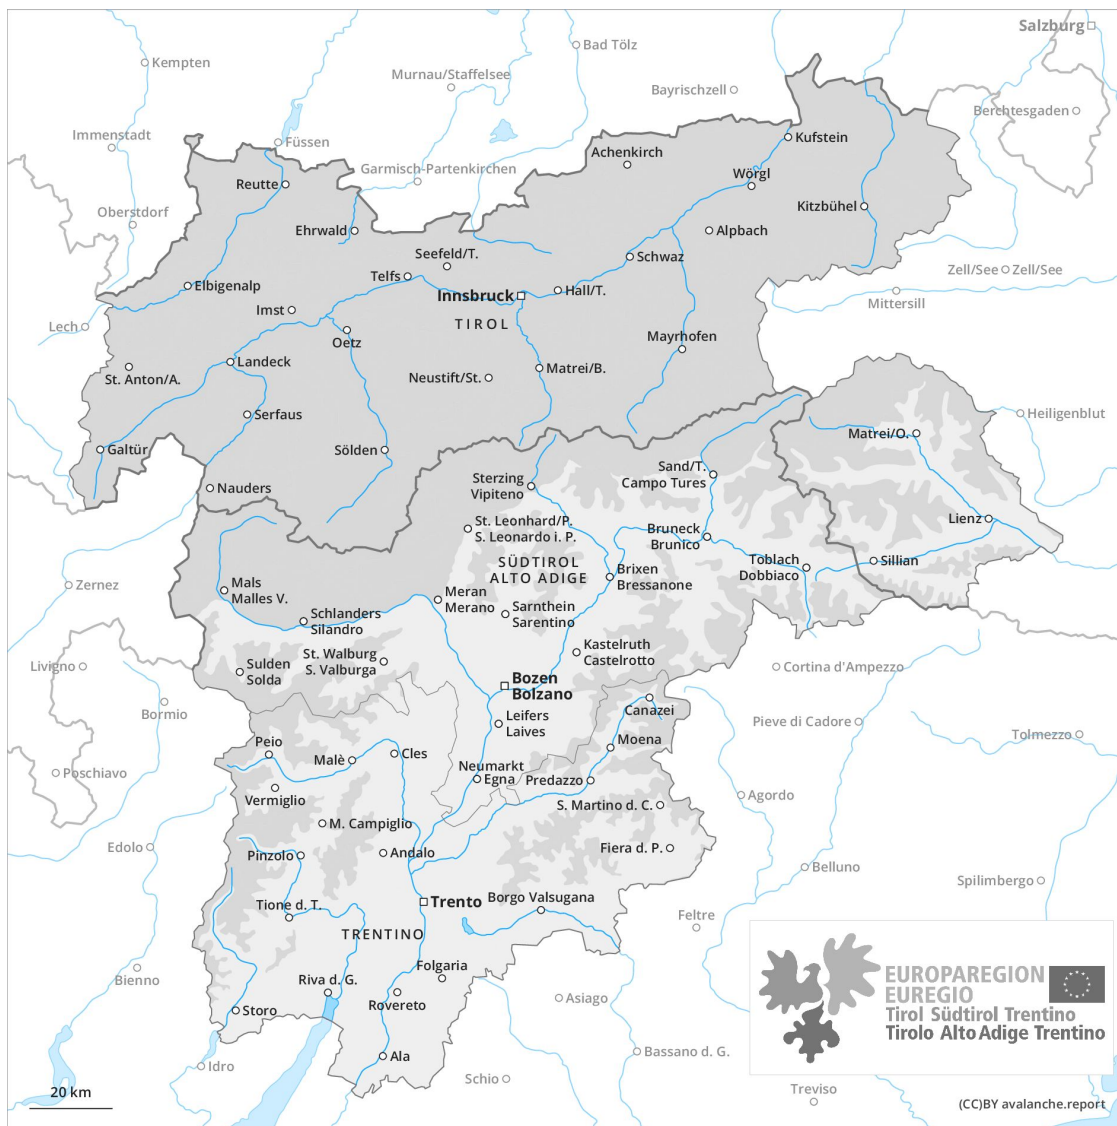 Salzburg
Bad Tölz
Kempten
Murnau/Staffelsee
Bayrischzell
Berchtesgaden
Immenstadt
Füssen
Kufstein
Achenkirch
Garmisch-Partenkirchen
Wörgl
Reutte
Oberstdorf
Kitzbühel
Ehrwald
Alpbach
Seefeld/T.
Schwaz
Zell/See
Zell/See
Telfs
Elbigenalp
Innsbruck
Hall/T.
Mittersill
Imst
TIROL
Lech
Oetz
Mayrhofen
Landeck
Matrei/B.
St. Anton/A.
Neustift/St.
Serfaus
Heiligenblut
Matrei/O.
Galtür
Sölden
Sterzing
Vipiteno
Sand/T.
Campo Tures
Nauders
St. Leonhard/P.
S. Leonardo i. P.
Lienz
Bruneck
Brunico
SÜDTIROL
ALTO ADIGE
Toblach
Dobbiaco
Sillian
Brixen
Bressanone
Zernez
Mals
Malles V.
Meran
Merano
Sarnthein
Sarentino
Schlanders
Silandro
Kastelruth
Castelrotto
St. Walburg
S. Valburga
Livigno
Sulden
Solda
Cortina d'Ampezzo
Bozen
Bolzano
Canazei
Bormio
Leifers
Laives
Pieve di Cadore
Tolmezzo
Peio
Malè
Cles
Moena
Poschiavo
Neumarkt
Egna
Predazzo
Vermiglio
S. Martino d. C.
Agordo
M. Campiglio
Edolo
Pinzolo
Andalo
Fiera d. P.
Belluno
Spilimbergo
Trento
Borgo Valsugana
Tione d. T.
Feltre
TRENTINO
Folgaria
Bienno
Riva d. G.
Rovereto
Asiago
Storo
EUROPAREGION
EUREGIO
Tirol Südtirol Trentino
Tirolo Alto Adige Trentino
Ala
Bassano d. G.
Idro
Schio
Treviso
20 km
(CC)BY avalanche.report